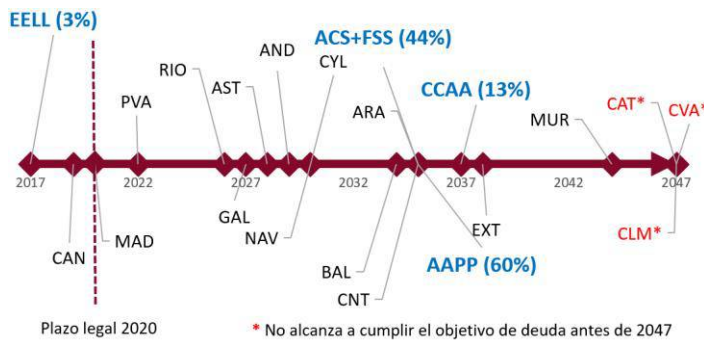 EELL (3%)
ACS+FSS (44%)
AND
CYL
RIO
AST
CCAA (13%)
PVA
ARA
MUR
CAT*
CVA*
2017
2022
2027
2032
2037
2042
2047
GAL
NAV
EXT
CLM*
CAN
MAD
BAL
AAPP (60%)
CNT
Plazo legal 2020
* No alcanza a cumplir el objetivo de deuda antes de 2047